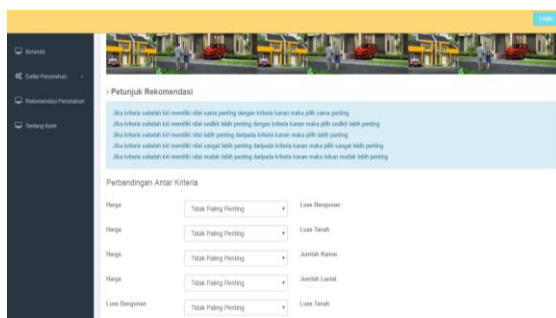 Login
Beranda
Daftar Perumahan
Rekomendasi Perumahan
Tentang Kami
› Petunjuk Rekomendasi
Jika kriteria sebelah kiri memiliki nilai sama penting dengan kriteria kanan maka pilih sama penting
Jika kriteria sebelah kiri memiliki nilai sedikit lebih penting dengan kriteria kanan maka pilih sedikit lebih penting
Jika kriteria sebelah kiri memiliki nilai lebih penting daripada kriteria kanan maka pilih lebih penting
Jika kriteria sebelah kiri memiliki nilai sangat lebih penting daripada kriteria kanan maka pilih sangat lebih penting
Jika kriteria sebelah kiri memiliki nilai mutlak lebih penting daripada kriteria kanan maka mutlak lebih penting
Perbandingan Antar Kriteria
Harga Tidak Paling Penting Luas Bangunan
Harga Tidak Paling Penting Luas Tanah
Harga Tidak Paling Penting Jumlah Kamar
Harga Tidak Paling Penting Jumlah Lantai
Luas Bangunan Tidak Paling Penting Luas Tanah